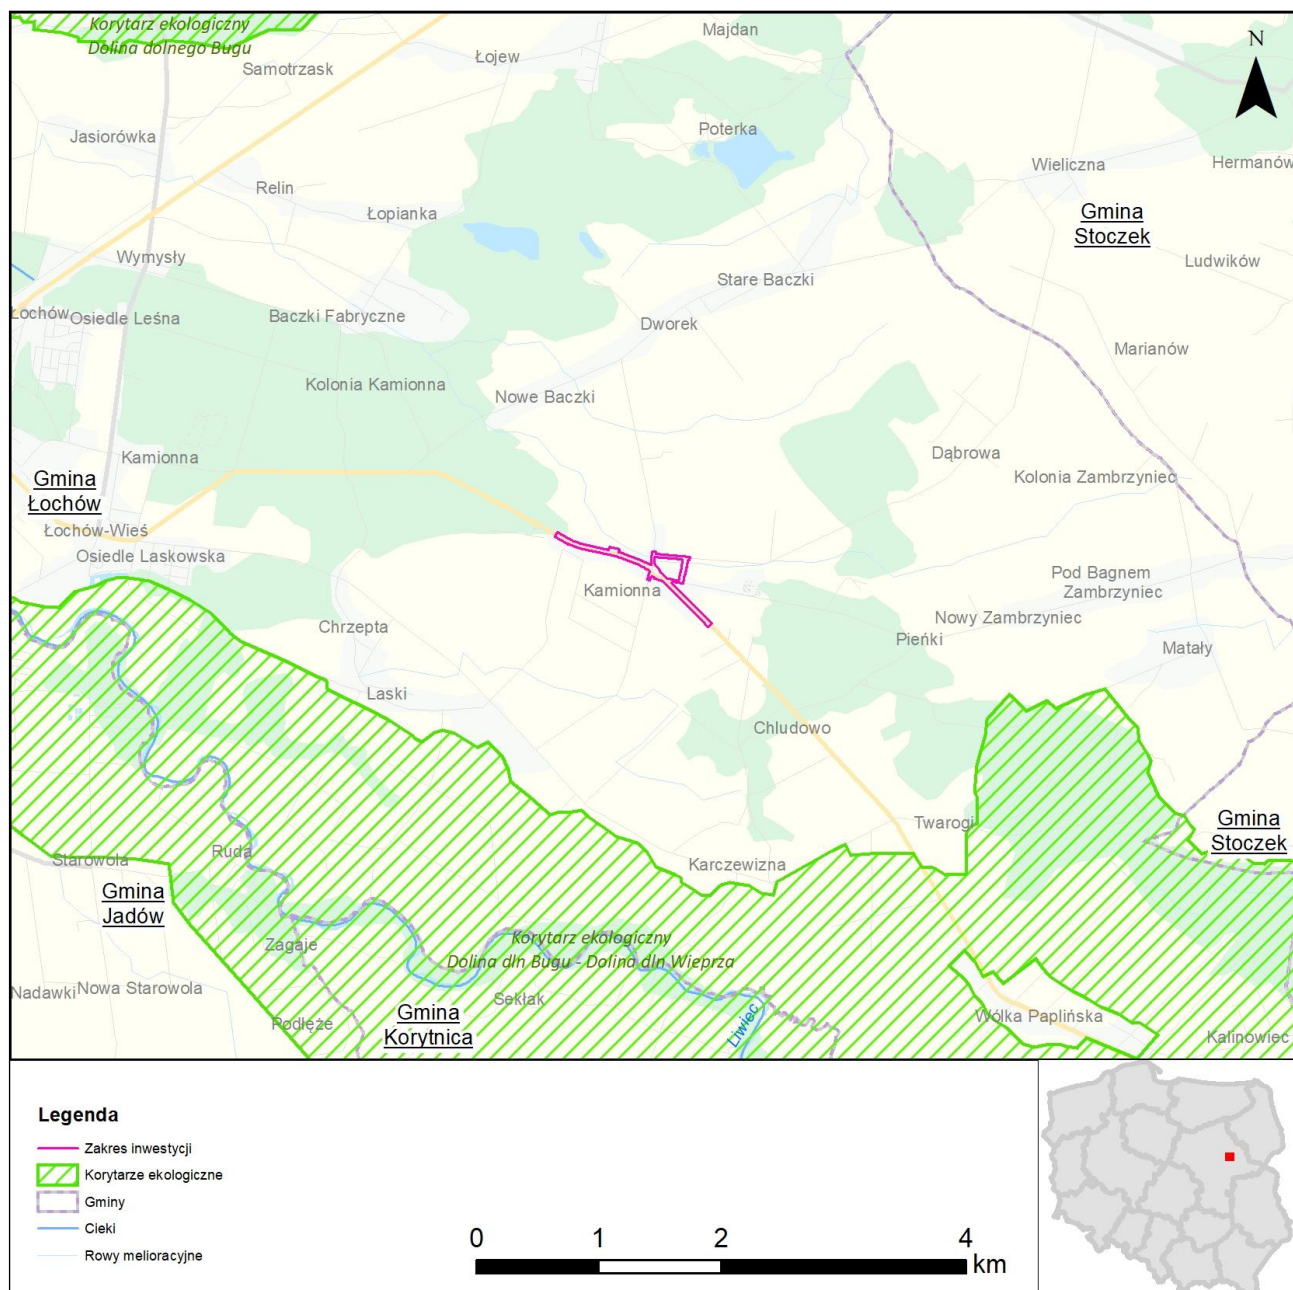 Korytarz ekologiczny
Dolina dolnego Bugu
Majdan
N
Łojew
Samotrzask
Jasiorówka
Poterka
Wieliczna
Hermanów
Relin
Łopianka
Gmina
Stoczek
Wymysły
Ludwików
Stare Baczki
Łochów
Osiedle Leśna
Baczki Fabryczne
Dworek
Marianów
Kolonia Kamionna
Nowe Baczki
Kamionna
Dąbrowa
Kolonia Zambrzyniec
Gmina
Łochów
Łochów-Wieś
Osiedle Laskowska
Kamionna
Pod Bagnem
Zambrzyniec
Nowy Zambrzyniec
Chrzepta
Pieńki
Matały
Laski
Chludowo
Twarogi
Gmina
Stoczek
Starowola
Ruda
Karczewizna
Gmina
Jadów
Zagaje
Korytarz ekologiczny
Dolina dln Bugu - Dolina dln Wieprza
Nadawki
Nowa Starowola
Sekłak
Podłęże
Gmina
Korytnica
Liwiec
Wólka Paplińska
Kalinowiec
Legenda
Zakres inwestycji
Korytarze ekologiczne
Gminy
Cieki
Rowy melioracyjne
0 1 2 4
km